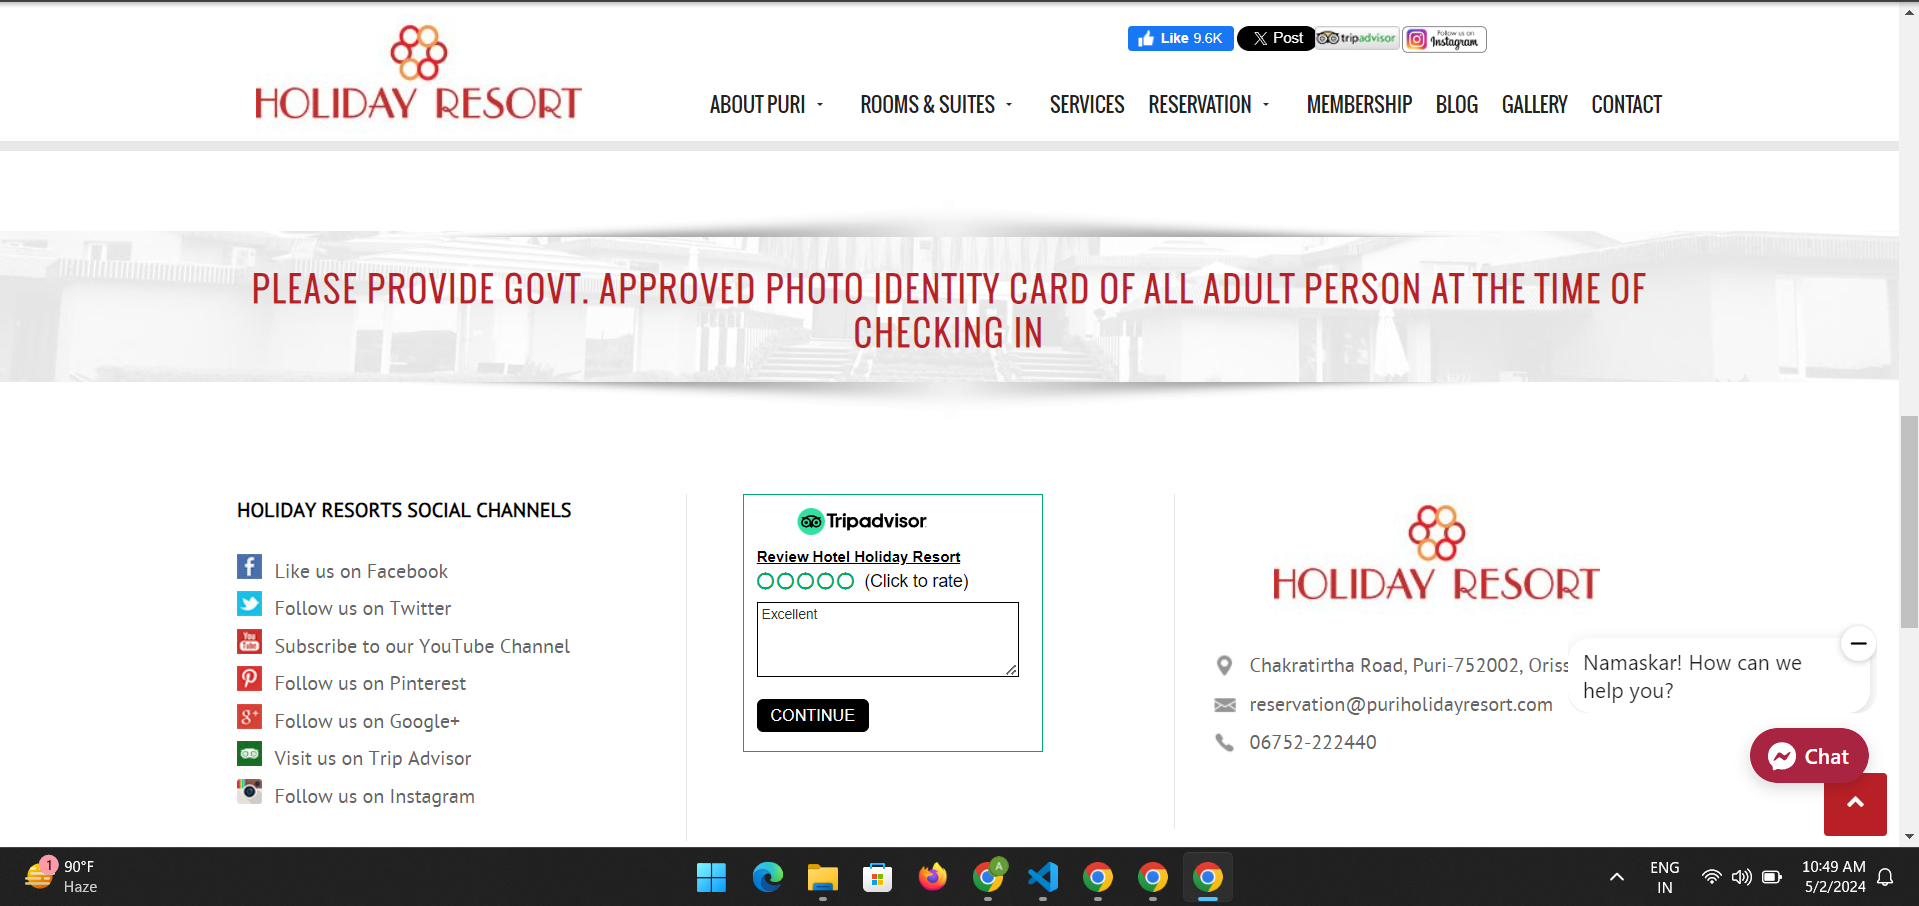 HOLIDAY RESORT
Like 9.6K
Post
tripadvisor
Follow us on
Instagram
ABOUT PURI
ROOMS & SUITES
SERVICES
RESERVATION
MEMBERSHIP
BLOG
GALLERY
CONTACT
PLEASE PROVIDE GOVT. APPROVED PHOTO IDENTITY CARD OF ALL ADULT PERSON AT THE TIME OF
CHECKING IN
HOLIDAY RESORTS SOCIAL CHANNELS
Like us on Facebook
Follow us on Twitter
You
Tube
Subscribe to our YouTube Channel
Follow us on Pinterest
Follow us on Google+
Visit us on Trip Advisor
Follow us on Instagram
Tripadvisor
Review Hotel Holiday Resort
(Click to rate)
Excellent
CONTINUE
HOLIDAY RESORT
Chakratirtha Road, Puri-752002, Oriss
reservation@puriholidayresort.com
06752-222440
Namaskar! How can we
help you?
Chat
1
90°F
Haze
A
ENG
IN
10:49 AM
5/2/2024